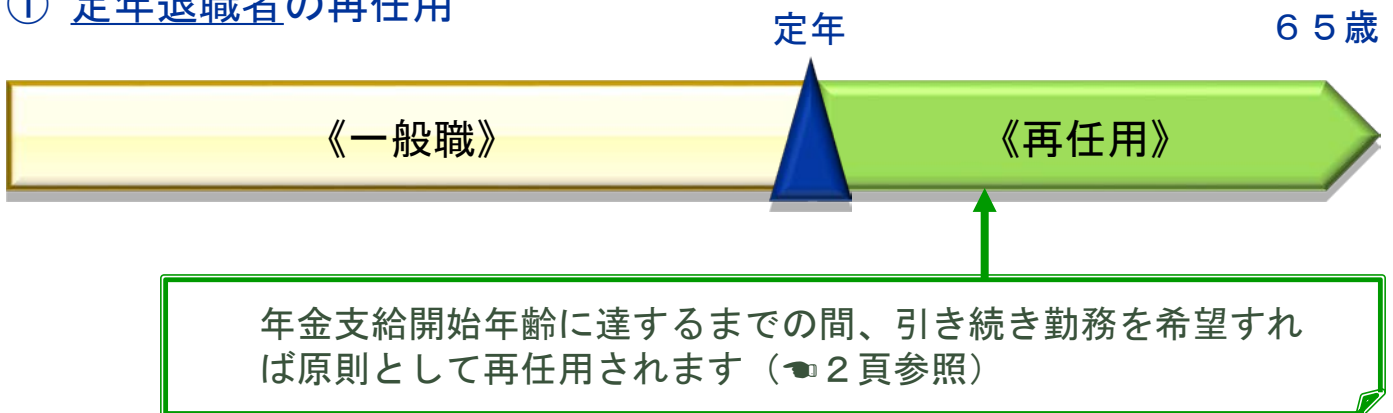 ① 定年退職者の再任用
定年
65歳
《一般職》
《再任用》
年金支給開始年齢に達するまでの間、引き続き勤務を希望すれ
ば原則として再任用されます（☚２頁参照）